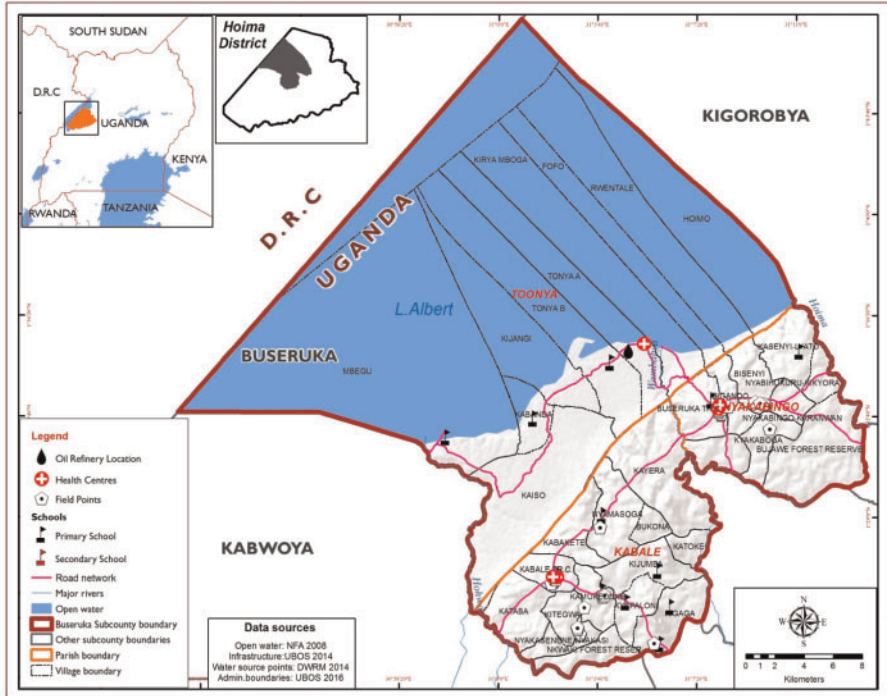 SOUTH SUDAN
D.R.C
UGANDA
KENYA
RWANDA
TANZANIA
Hoima
District
KIGOROBYA
D.R.C
UGANDA
KIRYA MBOGA
FOFO
RWENTALE
HOIMO
TONYA A
TOONYA
TONYA B
L.Albert
KIJANGI
BUSERUKA
MBEGU
Hoima
KABANDA
BISENYI
NYAKABINGO
KYAKABOGA
BUJAWE FOREST RESERVE
KAYERA
KAISO
NYAMASOGA
BUKONA
KABAKETE
KABALE
KATOKE
KABWOYA
KIJUMBA
KATABA
KITEGWA
Legend
Oil Refinery Location
Health Centres
Field Points
Schools
Primary School
Secondary School
Road network
Major rivers
Open water
Buseruka Subcounty boundary
Other subcounty boundaries
Parish boundary
Village boundary
Data sources
Open water: NFA 2008
Infrastructure:UBOS 2014
Water source points: DWRM 2014
Admin.boundaries: UBOS 2016
N
W E
S
0 1 2 4 6 8
Kilometers